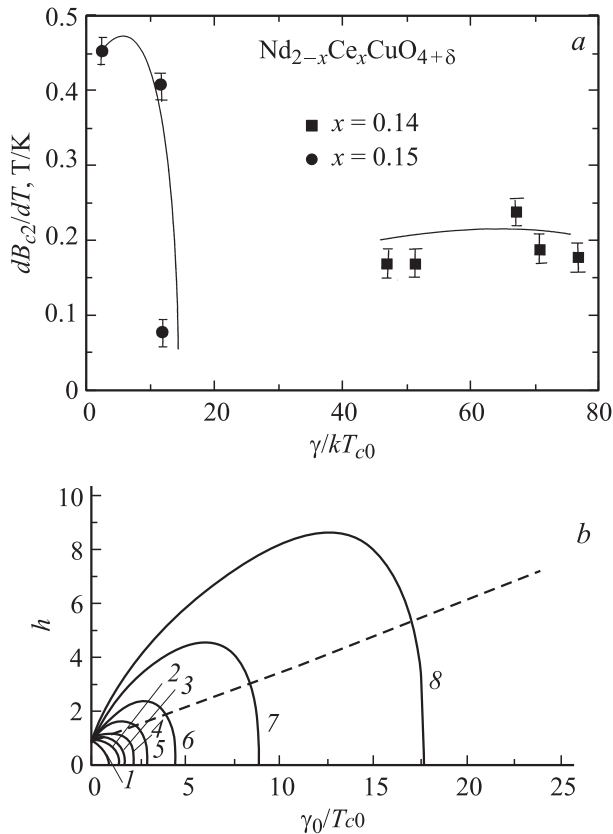 a
Nd2−xCexCuO4+δ
x = 0.14
x = 0.15
dBc2/dT, T/K
0.5
0.4
0.3
0.2
0.1
0
0 20 40 60 80
γ/kTc0
b
h
10
8
6
4
2
0
1 2 3 4 5 6 7 8
0 5 10 15 20 25
γ0/Tc0